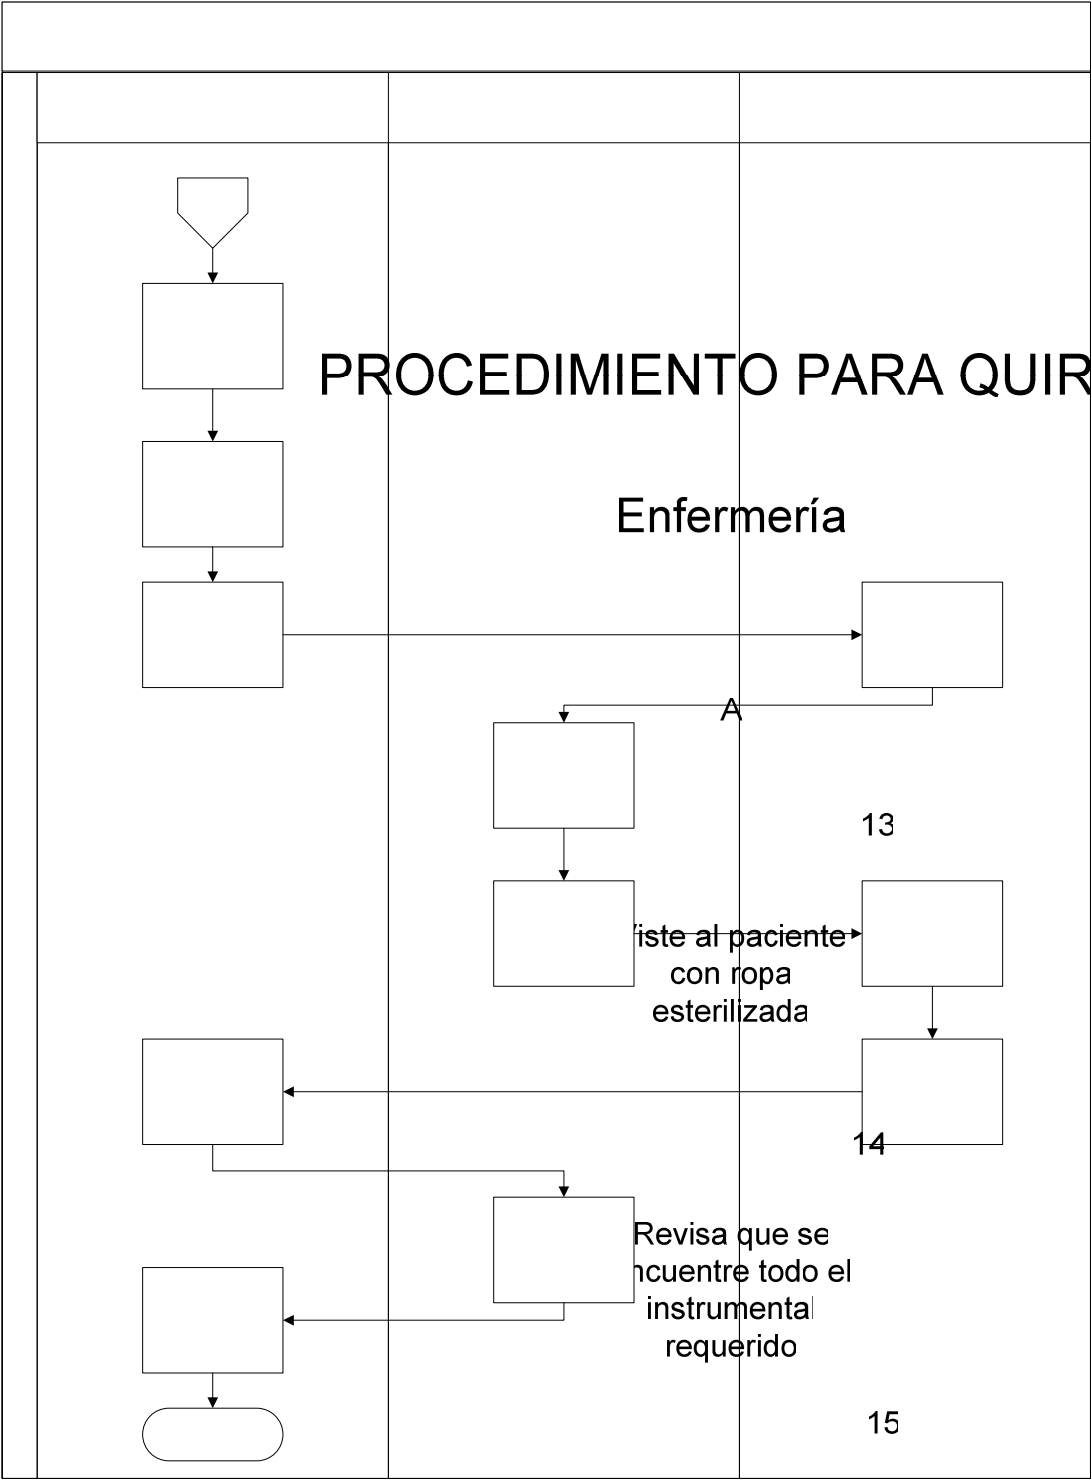 PROCEDIMIENTO PARA QUIR
Enfermería
A
13
iste al paciente
con ropa
esterilizada
14
Revisa que se
ncuentre todo el
instrumental
requerido
15